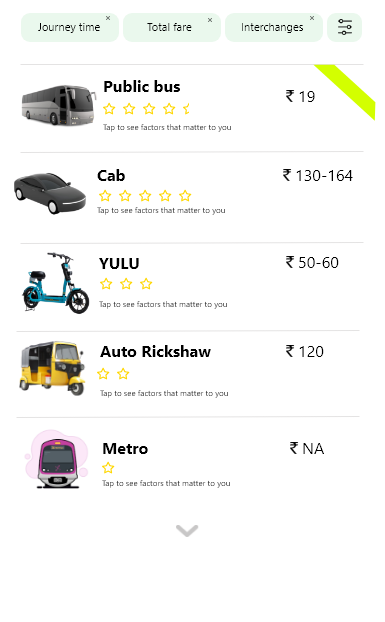 Journey time × Total fare × Interchanges ×
Public bus
₹ 19
Tap to see factors that matter to you
Cab
₹ 130-164
Tap to see factors that matter to you
YULU
₹ 50-60
Tap to see factors that matter to you
Auto Rickshaw
₹ 120
Tap to see factors that matter to you
Metro
₹ NA
Tap to see factors that matter to you